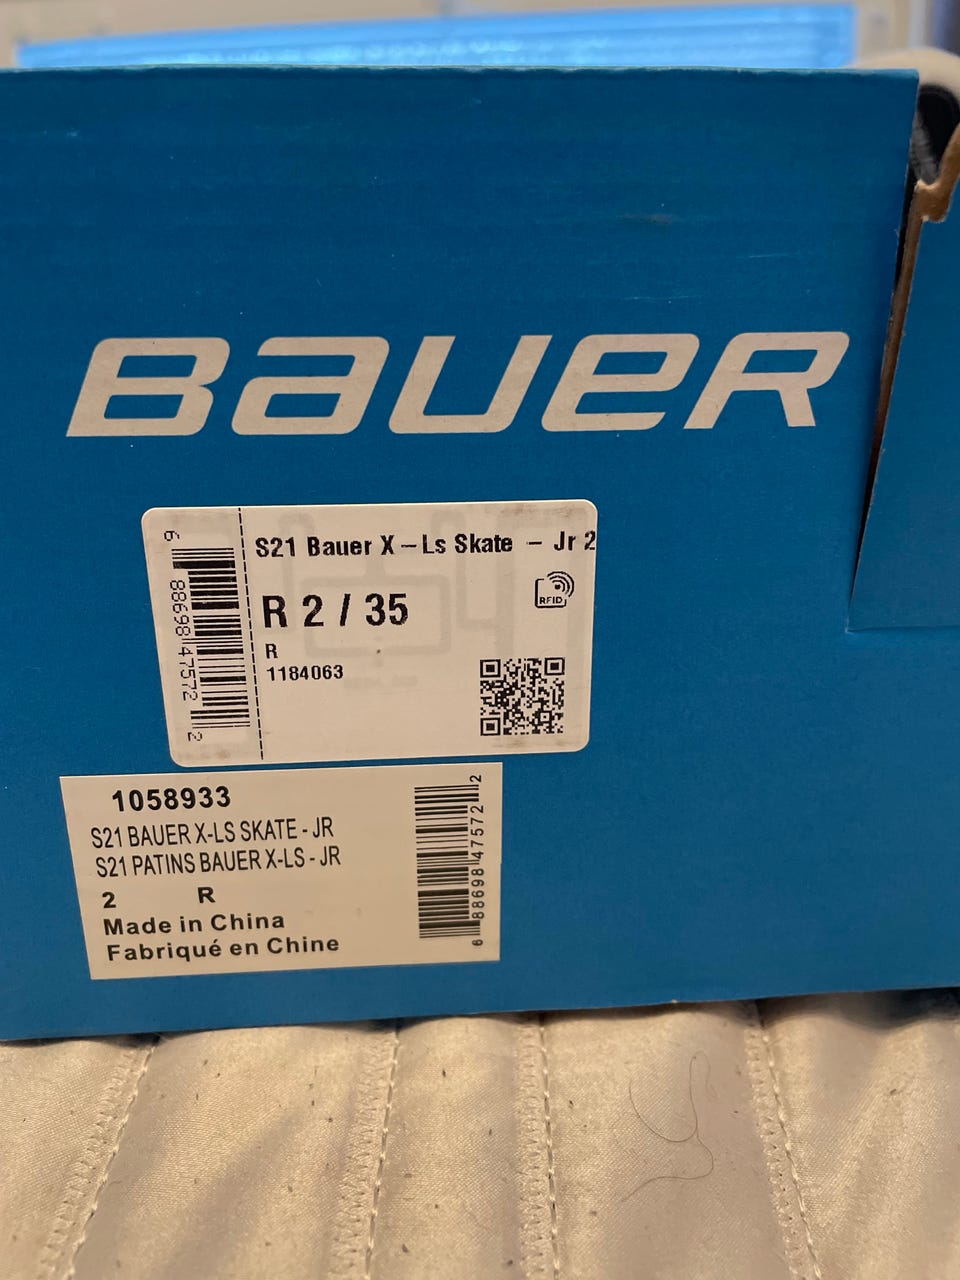 BAUER
S21 Bauer X - Ls Skate - Jr 2
R 2 / 35
RFID
R
1184063
6 88698 47572 2
1058933
S21 BAUER X-LS SKATE - JR
S21 PATINS BAUER X-LS - JR
2 R
Made in China
Fabriqué en Chine
6 88698 47572 2